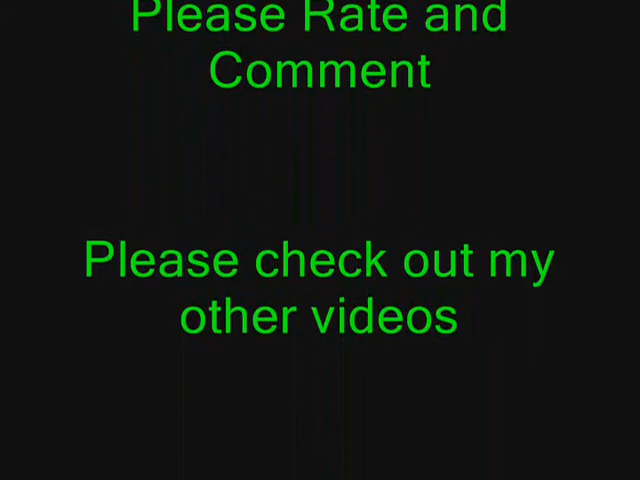 Please Rate and
Comment
Please check out my
other videos